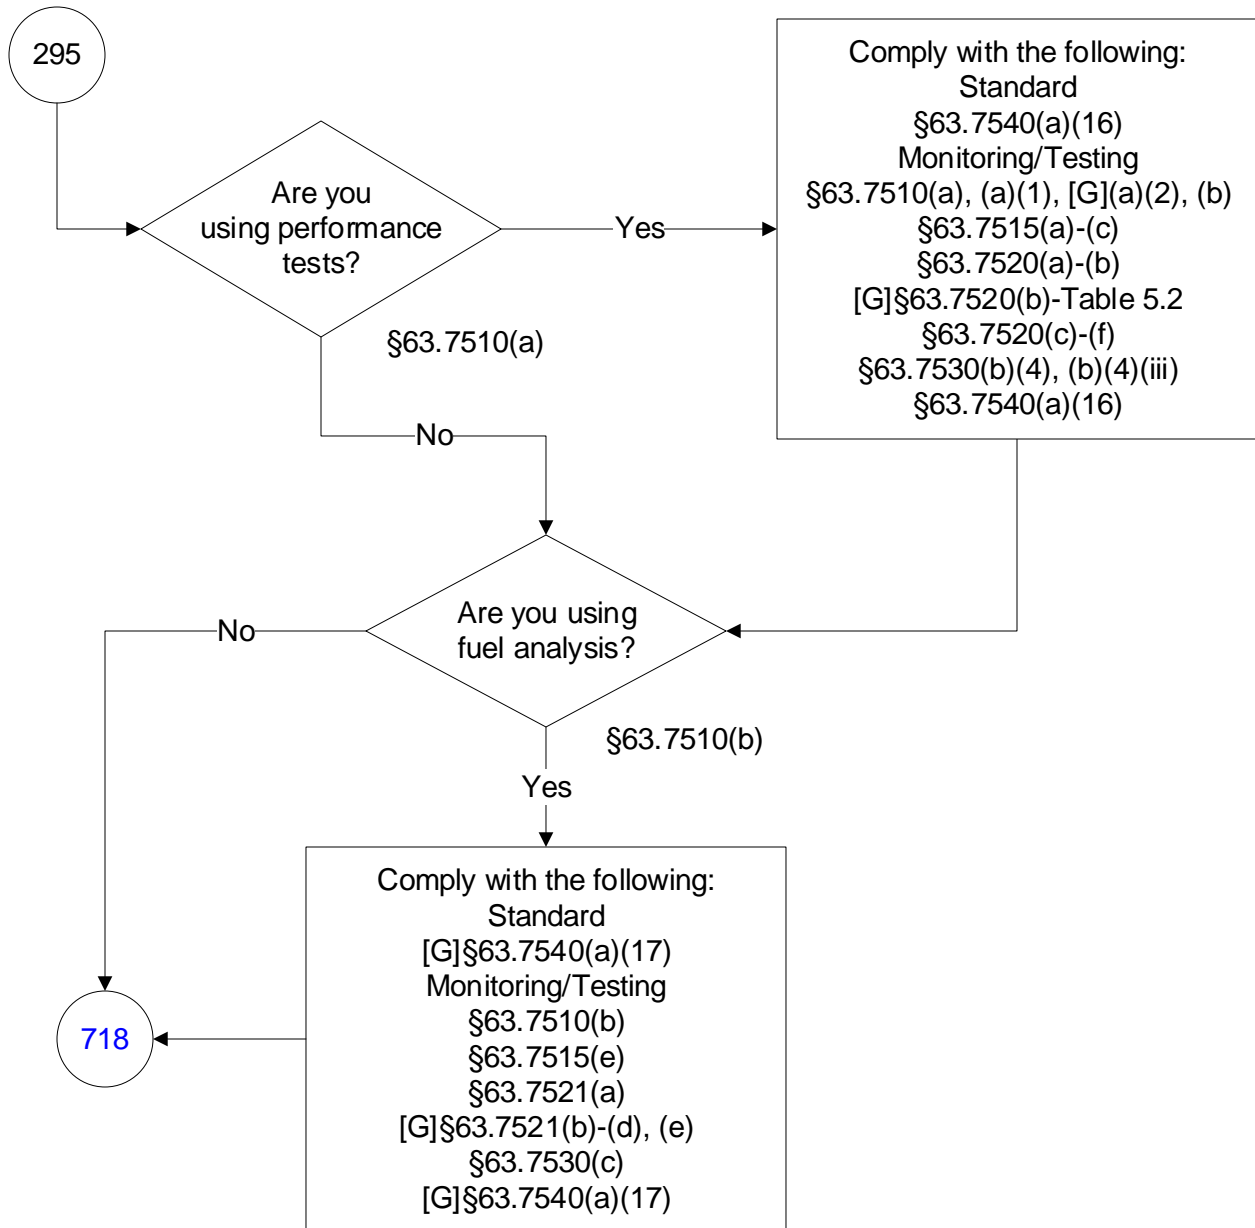 295
Comply with the following:
Standard
§63.7540(a)(16)
Monitoring/Testing
§63.7510(a), (a)(1), [G](a)(2), (b)
§63.7515(a)-(c)
§63.7520(a)-(b)
[G]§63.7520(b)-Table 5.2
§63.7520(c)-(f)
§63.7530(b)(4), (b)(4)(iii)
§63.7540(a)(16)
Are you
using performance
tests?
Yes
§63.7510(a)
No
Are you using
fuel analysis?
No
§63.7510(b)
Yes
Comply with the following:
Standard
[G]§63.7540(a)(17)
Monitoring/Testing
§63.7510(b)
§63.7515(e)
§63.7521(a)
[G]§63.7521(b)-(d), (e)
§63.7530(c)
[G]§63.7540(a)(17)
718